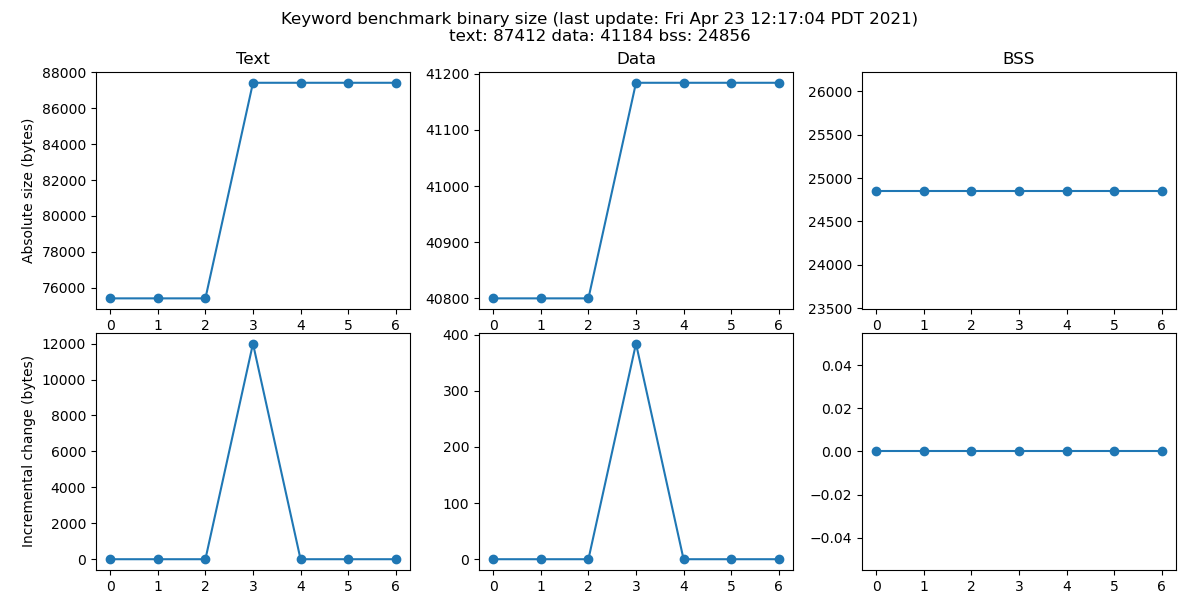 Keyword benchmark binary size (last update: Fri Apr 23 12:17:04 PDT 2021)
text: 87412 data: 41184 bss: 24856
Text
Data
BSS
Absolute size (bytes)
88000
86000
84000
82000
80000
78000
76000
0 1 2 3 4 5 6
41200
41100
41000
40900
40800
0 1 2 3 4 5 6
26000
25500
25000
24500
24000
23500
0 1 2 3 4 5 6
Incremental change (bytes)
12000
10000
8000
6000
4000
2000
0
0 1 2 3 4 5 6
400
300
200
100
0
0 1 2 3 4 5 6
0.04
0.02
0.00
−0.02
−0.04
0 1 2 3 4 5 6